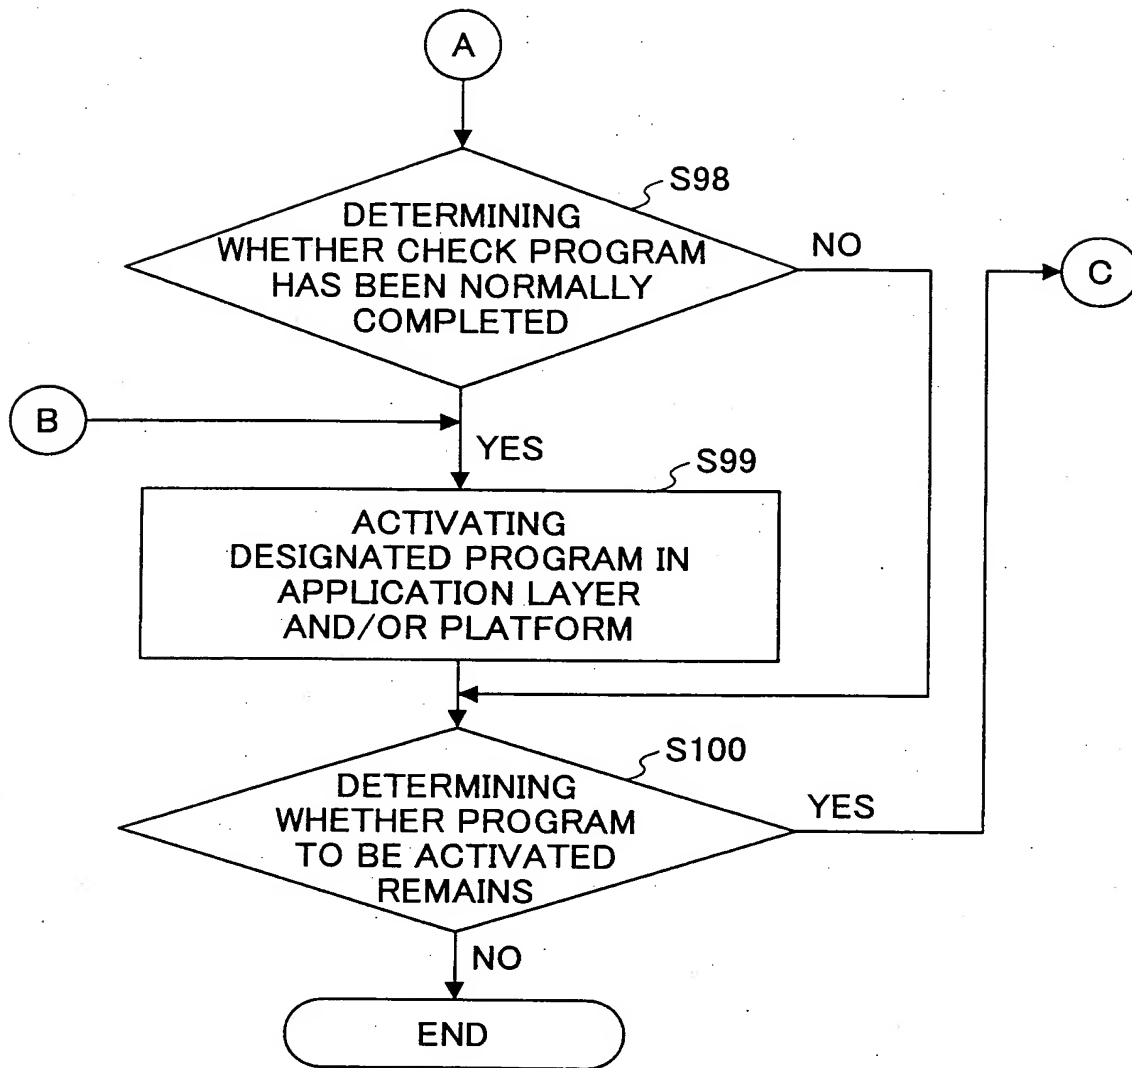 A
S98
DETERMINING
WHETHER CHECK PROGRAM
HAS BEEN NORMALLY
COMPLETED
NO
C
B
YES
S99
ACTIVATING
DESIGNATED PROGRAM IN
APPLICATION LAYER
AND/OR PLATFORM
S100
DETERMINING
WHETHER PROGRAM
TO BE ACTIVATED
REMAINS
YES
NO
END